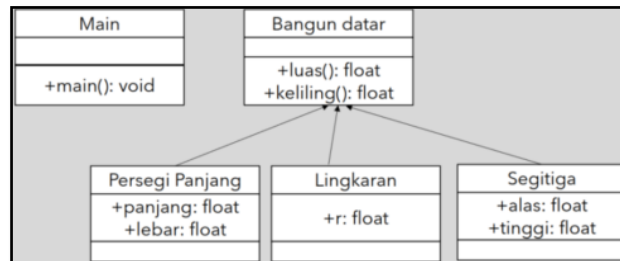 Main
+main(): void
Bangun datar
+luas(): float
+keliling(): float
Persegi Panjang
+panjang: float
+lebar: float
Lingkaran
+r: float
Segitiga
+alas: float
+tinggi: float